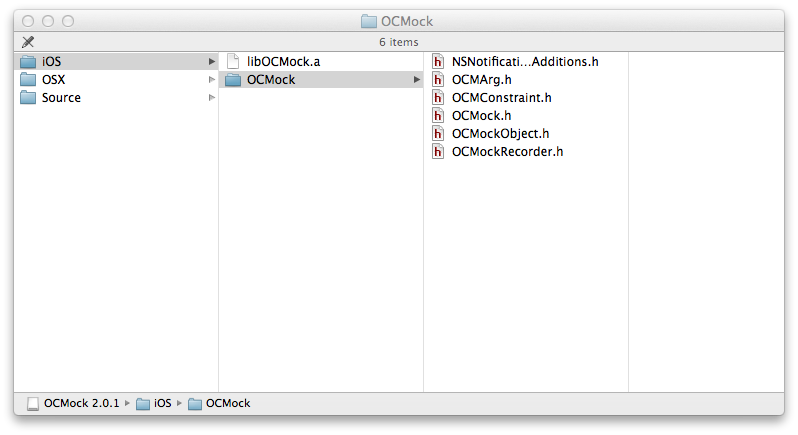 OCMock
6 items
iOS
OSX
Source
libOCMock.a
OCMock
NSNotificati...Additions.h
OCMArg.h
OCMConstraint.h
OCMock.h
OCMockObject.h
OCMockRecorder.h
OCMock 2.0.1 ▸ iOS ▸ OCMock